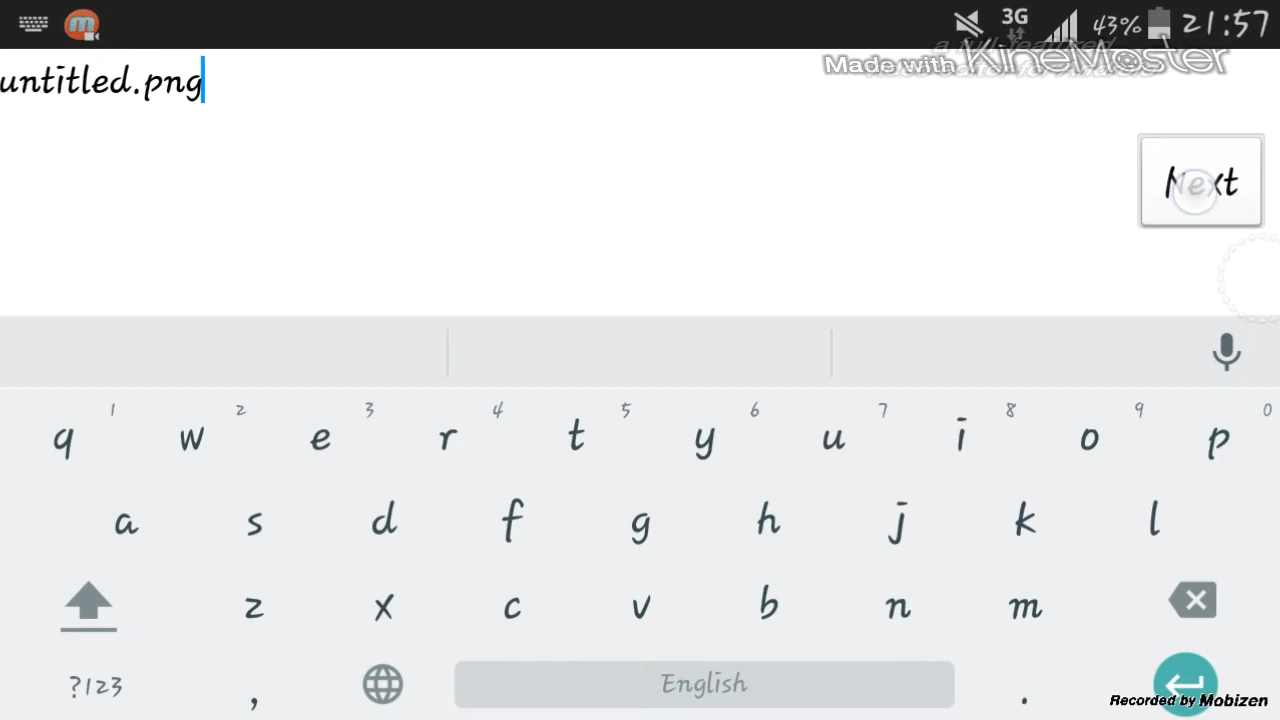 3G 43% 21:57
Made with KineMaster
untitled.png
Next
1 2 3 4 5 6 7 8 9 0
q w e r t y u i o p
a s d f g h j k l
z x c v b n m
?123 , English .
Recorded by Mobizen